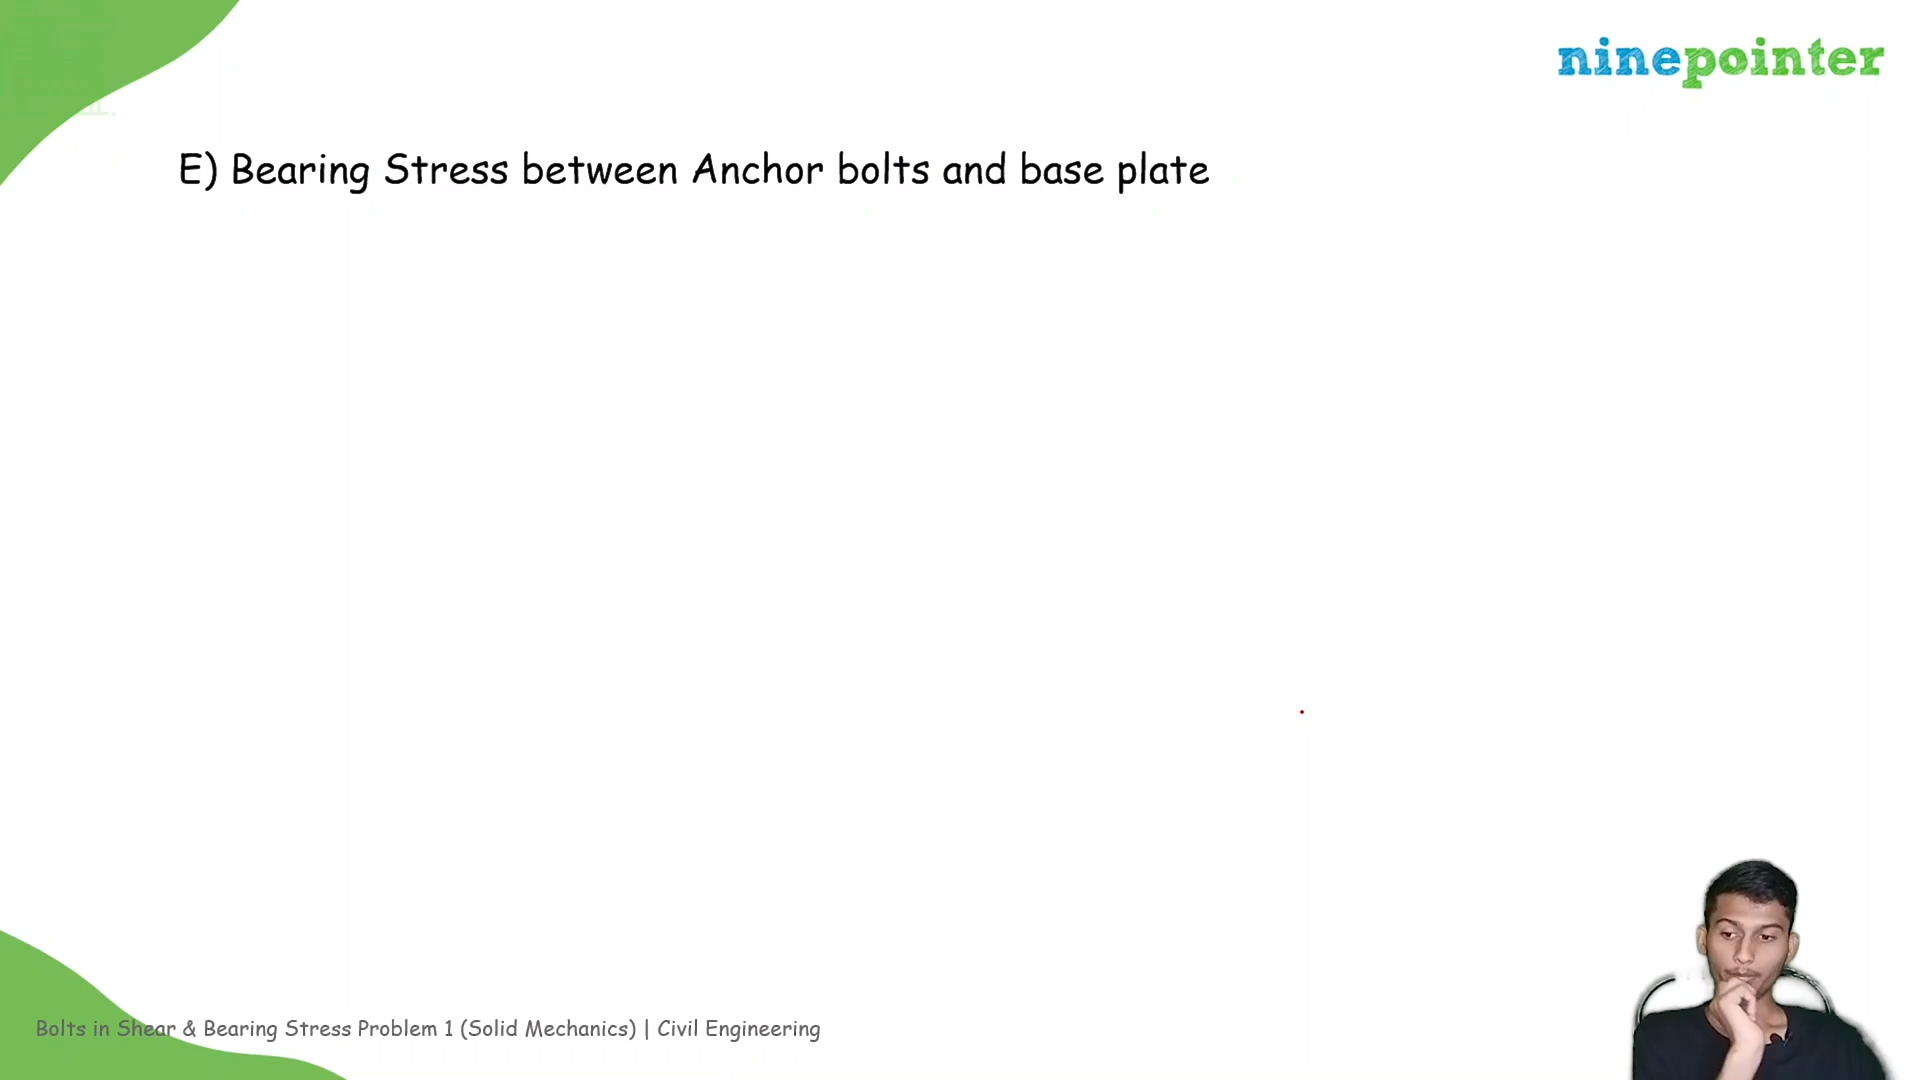 ninepointer
E) Bearing Stress between Anchor bolts and base plate
Bolts in Shear & Bearing Stress Problem 1 (Solid Mechanics) | Civil Engineering